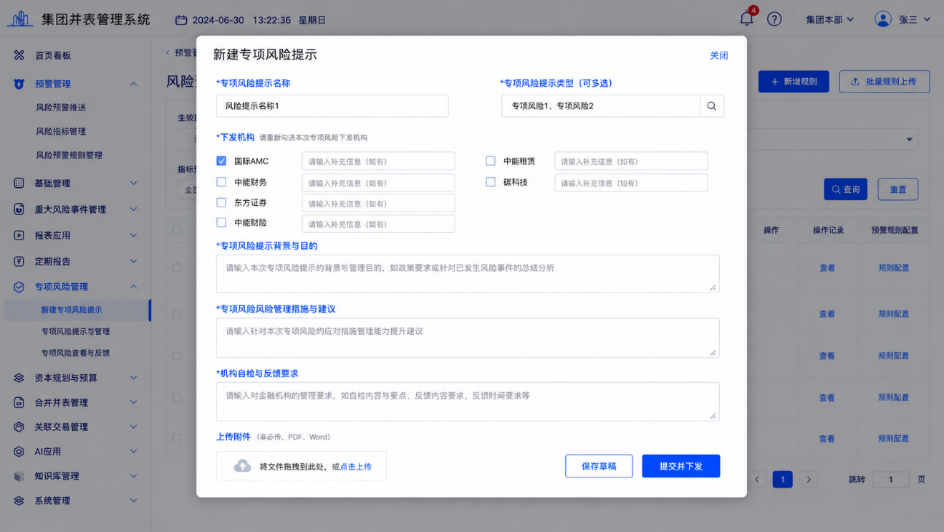 集团并表管理系统
2024-06-30 13:22:36 星期日
4
集团本部
张三
首页看板
预警管理
风险预警推送
风险指标管理
风险预警规则管理
基础管理
重大风险事件管理
报表应用
定期报告
专项风险管理
新建专项风险提示
专项风险提示与管理
专项风险查看与反馈
资本规划与预算
合并并表管理
关联交易管理
AI应用
知识库管理
系统管理
新建专项风险提示
关闭
*专项风险提示名称
*专项风险提示类型（可多选）
风险提示名称1
专项风险1、专项风险2
*下发机构 请重新勾选本次专项风险下发机构
国际AMC 请输入补充信息（如有）
中能租赁 请输入补充信息（如有）
中能财务 请输入补充信息（如有）
碳科技 请输入补充信息（如有）
东方证券 请输入补充信息（如有）
中能财险 请输入补充信息（如有）
*专项风险提示背景与目的
请输入本次专项风险提示的背景与管理目的，如政策要求或针对已发生风险事件的总结分析
*专项风险风险管理措施与建议
请输入针对本次专项风险的应对措施管理能力提升建议
*机构自检与反馈要求
请输入对金融机构的管理要求，如自检内容与要点、反馈内容要求、反馈时间要求等
上传附件（非必传，PDF、Word）
将文件拖拽到此处，或点击上传
保存草稿
提交并下发
新增规则
批量规则上传
查询
重置
操作 操作记录 预警规则配置
查看 规则配置
查看 规则配置
查看 规则配置
查看 规则配置
查看 规则配置
1
跳转 1 页